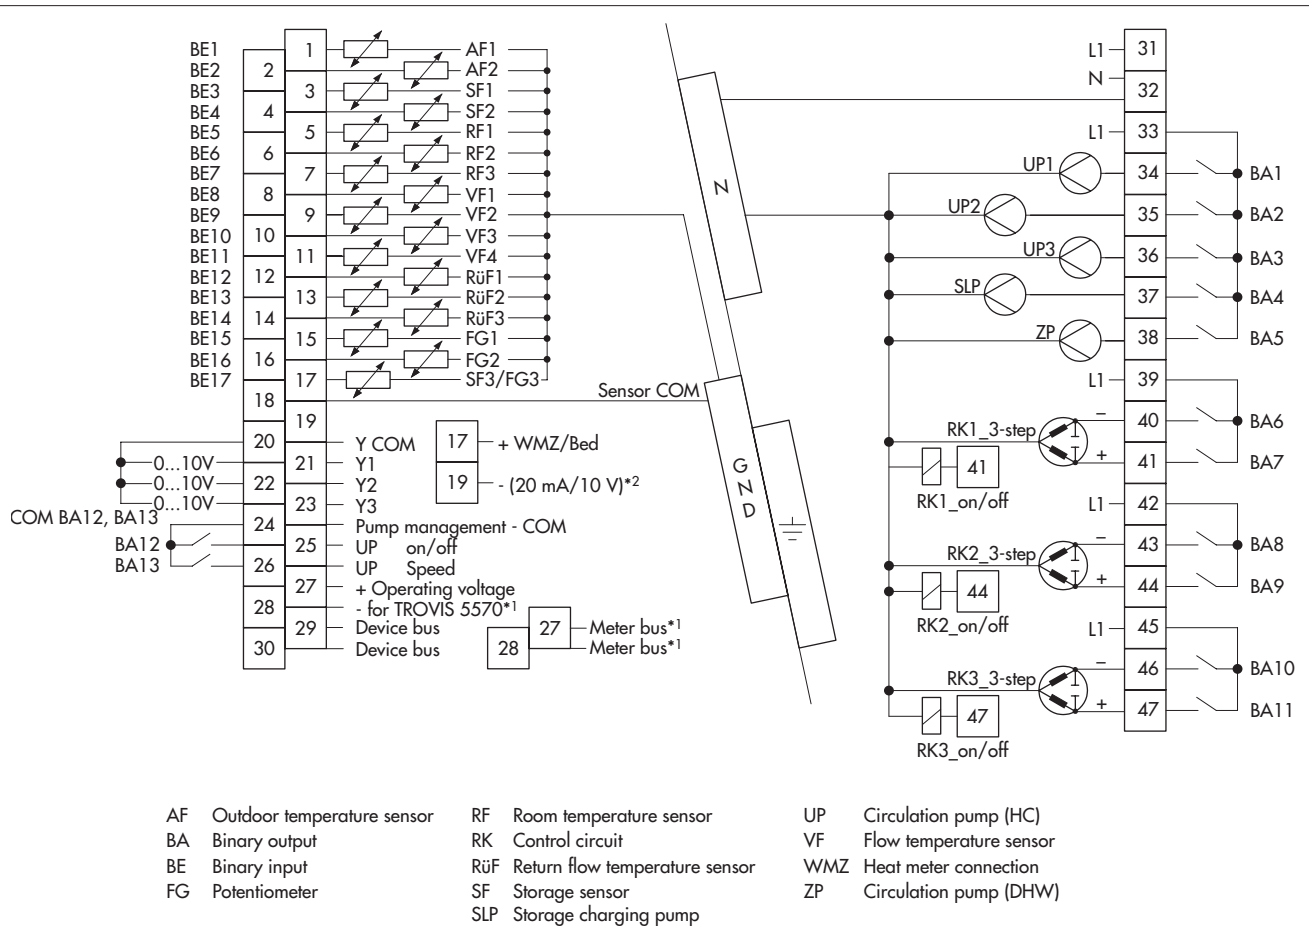 BE1 1 AF1 L1 31
BE2 2 AF2 N
BE3 3 SF1 32
BE4 4 SF2
BE5 5 RF1 L1 33
BE6 6 RF2
BE7 7 RF3 UP1 34 BA1
BE8 8 VF1 N
BE9 9 VF2 UP2 35 BA2
BE10 10 VF3
BE11 11 VF4 UP3 36 BA3
BE12 12 RüF1
BE13 13 RüF2 SLP 37 BA4
BE14 14 RüF3
BE15 15 FG1 ZP 38 BA5
BE16 16 FG2
BE17 17 SF3/FG3 L1 39
18 Sensor COM
19 40 BA6
20 Y COM 17 + WMZ/Bed RK1_3-step −
0...10V 21 Y1 + 41 BA7
0...10V 22 Y2 19 - (20 mA/10 V)*2 GND 41
0...10V 23 Y3 RK1_on/off L1 42
COM BA12, BA13 24 Pump management - COM
BA12 25 UP on/off − 43 BA8
BA13 26 UP Speed RK2_3-step
27 + Operating voltage 44 + 44 BA9
28 - for TROVIS 5570*1
29 Device bus 27 Meter bus*1 RK2_on/off L1 45
30 Device bus 28 Meter bus*1
− 46 BA10
RK3_3-step
47 + 47 BA11
RK3_on/off
AF Outdoor temperature sensor RF Room temperature sensor UP Circulation pump (HC)
BA Binary output RK Control circuit VF Flow temperature sensor
BE Binary input RüF Return flow temperature sensor WMZ Heat meter connection
FG Potentiometer SF Storage sensor ZP Circulation pump (DHW)
SLP Storage charging pump